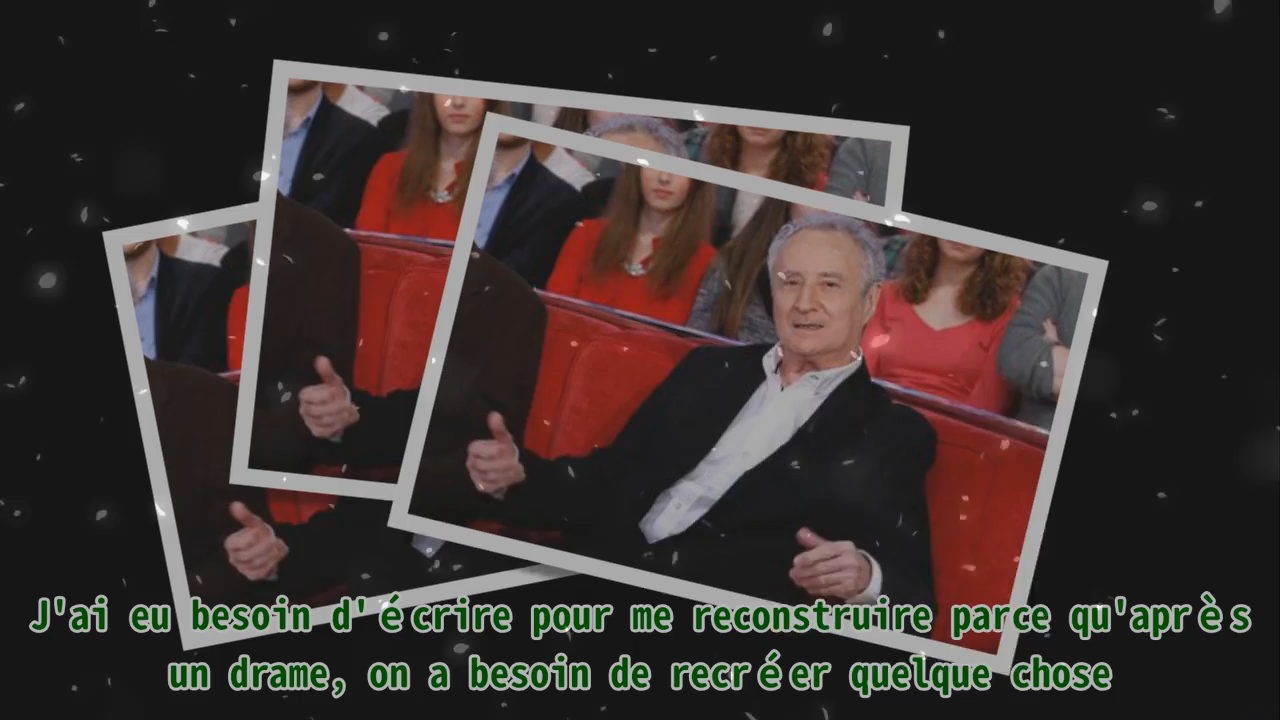 J'ai eu besoin d'écrire pour me reconstruire parce qu'après
un drame, on a besoin de recréer quelque chose